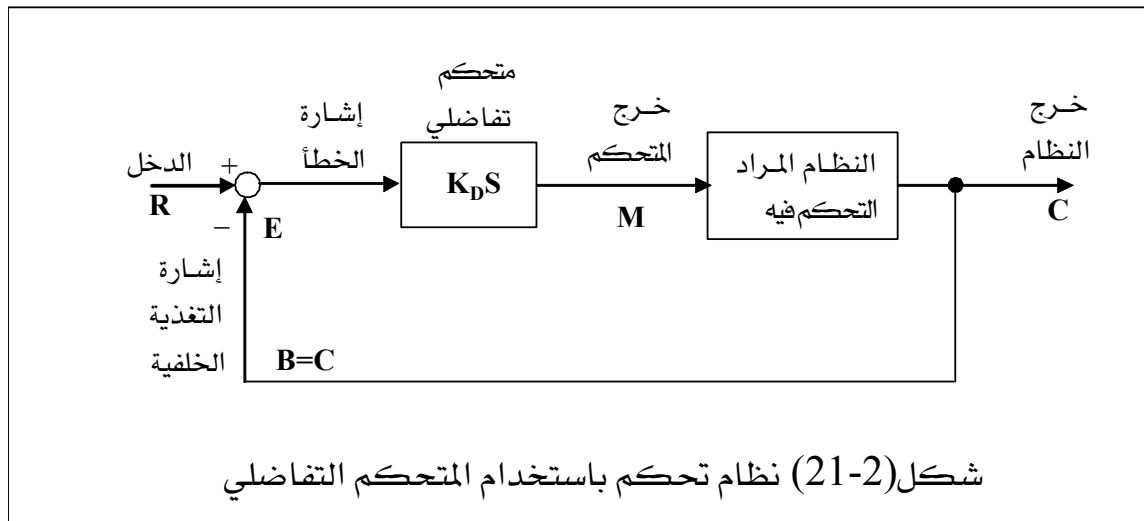 متحكم
تفاضلي
إشارة
الخطأ
خرج
المتحكم
خرج
النظام
الدخل
+
R
−
E
K_DS
M
النظام المراد
التحكم فيه
C
إشارة
التغذية
الخلفية
B=C
شكل(2-21) نظام تحكم باستخدام المتحكم التفاضلي